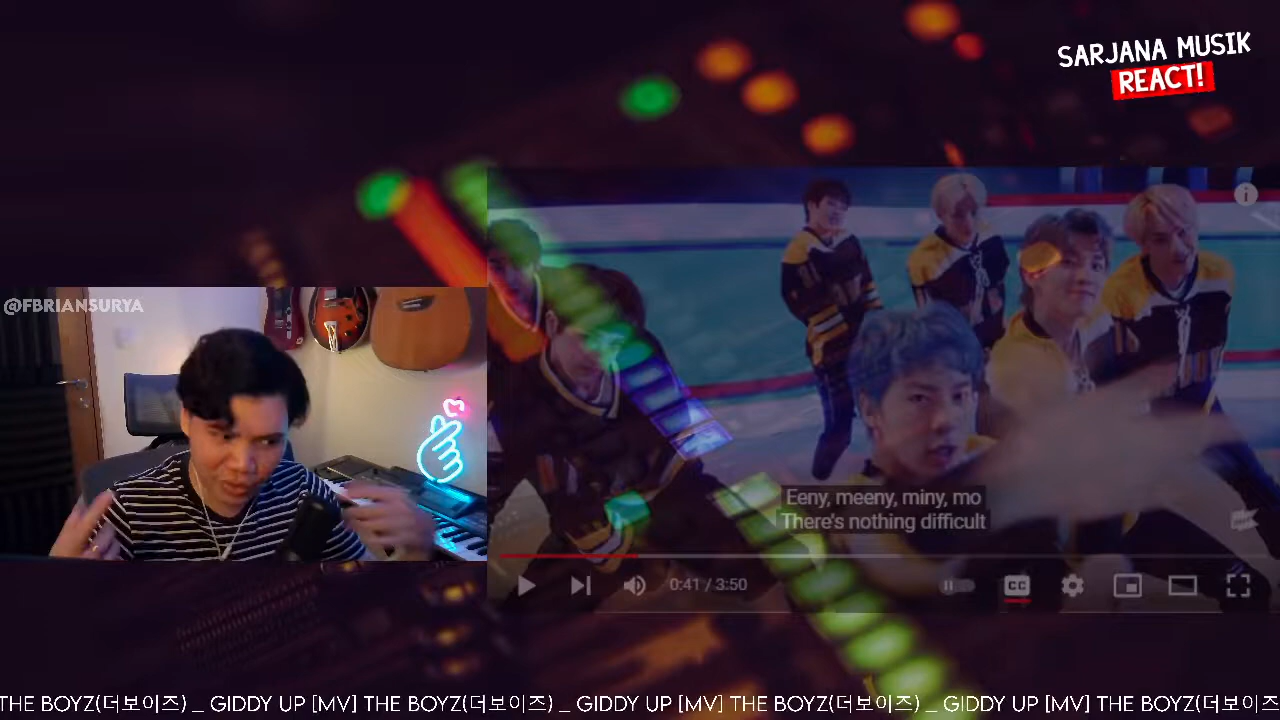 SARJANA MUSIK
REACT!
@FBRIANSURYA
Eeny, meeny, miny, mo
There's nothing difficult
0:41 / 3:50
CC
THE BOYZ(더보이즈) _ GIDDY UP [MV] THE BOYZ(더보이즈) _ GIDDY UP [MV] THE BOYZ(더보이즈) _ GIDDY UP [MV] THE BOYZ(더보이즈)